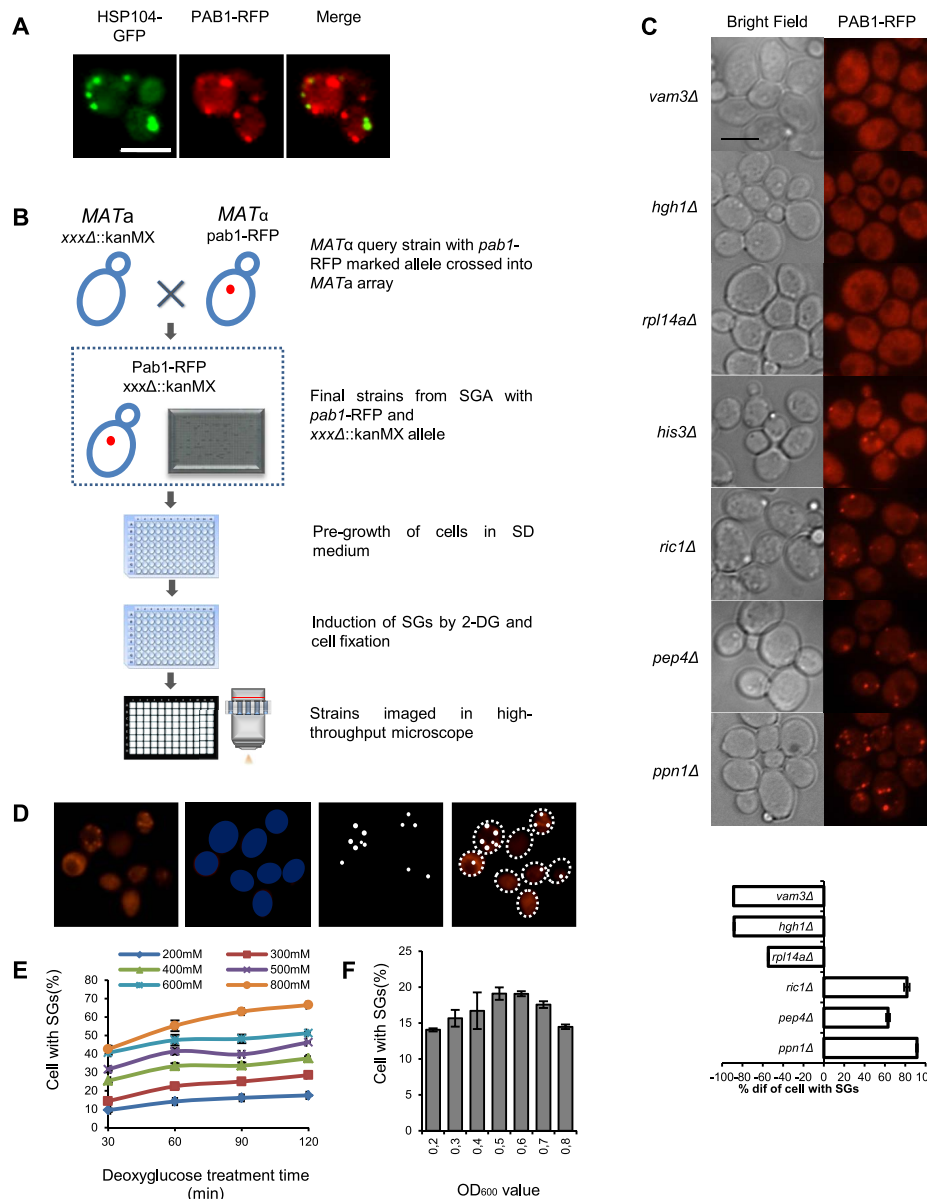 A
HSP104-
GFP
PAB1-RFP
Merge
B
MATa
xxxΔ::kanMX
MATα
pab1-RFP
MATα query strain with pab1-
RFP marked allele crossed into
MATa array
Pab1-RFP
xxxΔ::kanMX
Final strains from SGA with
pab1-RFP and
xxxΔ::kanMX allele
Pre-growth of cells in SD
medium
Induction of SGs by 2-DG and
cell fixation
Strains imaged in high-
throughput microscope
C
Bright Field
PAB1-RFP
vam3Δ
hgh1Δ
rpl14aΔ
his3Δ
ric1Δ
pep4Δ
ppn1Δ
vam3Δ
hgh1Δ
rpl14aΔ
ric1Δ
pep4Δ
ppn1Δ
-100 -80 -60 -40 -20 0 20 40 60 80 100
% dif of cell with SGs
D
E
200mM
300mM
400mM
500mM
600mM
800mM
Cell with SGs(%)
80
70
60
50
40
30
20
10
0
30 60 90 120
Deoxyglucose treatment time
(min)
F
Cell with SGs(%)
25
20
15
10
5
0
0,2 0,3 0,4 0,5 0,6 0,7 0,8
OD600 value